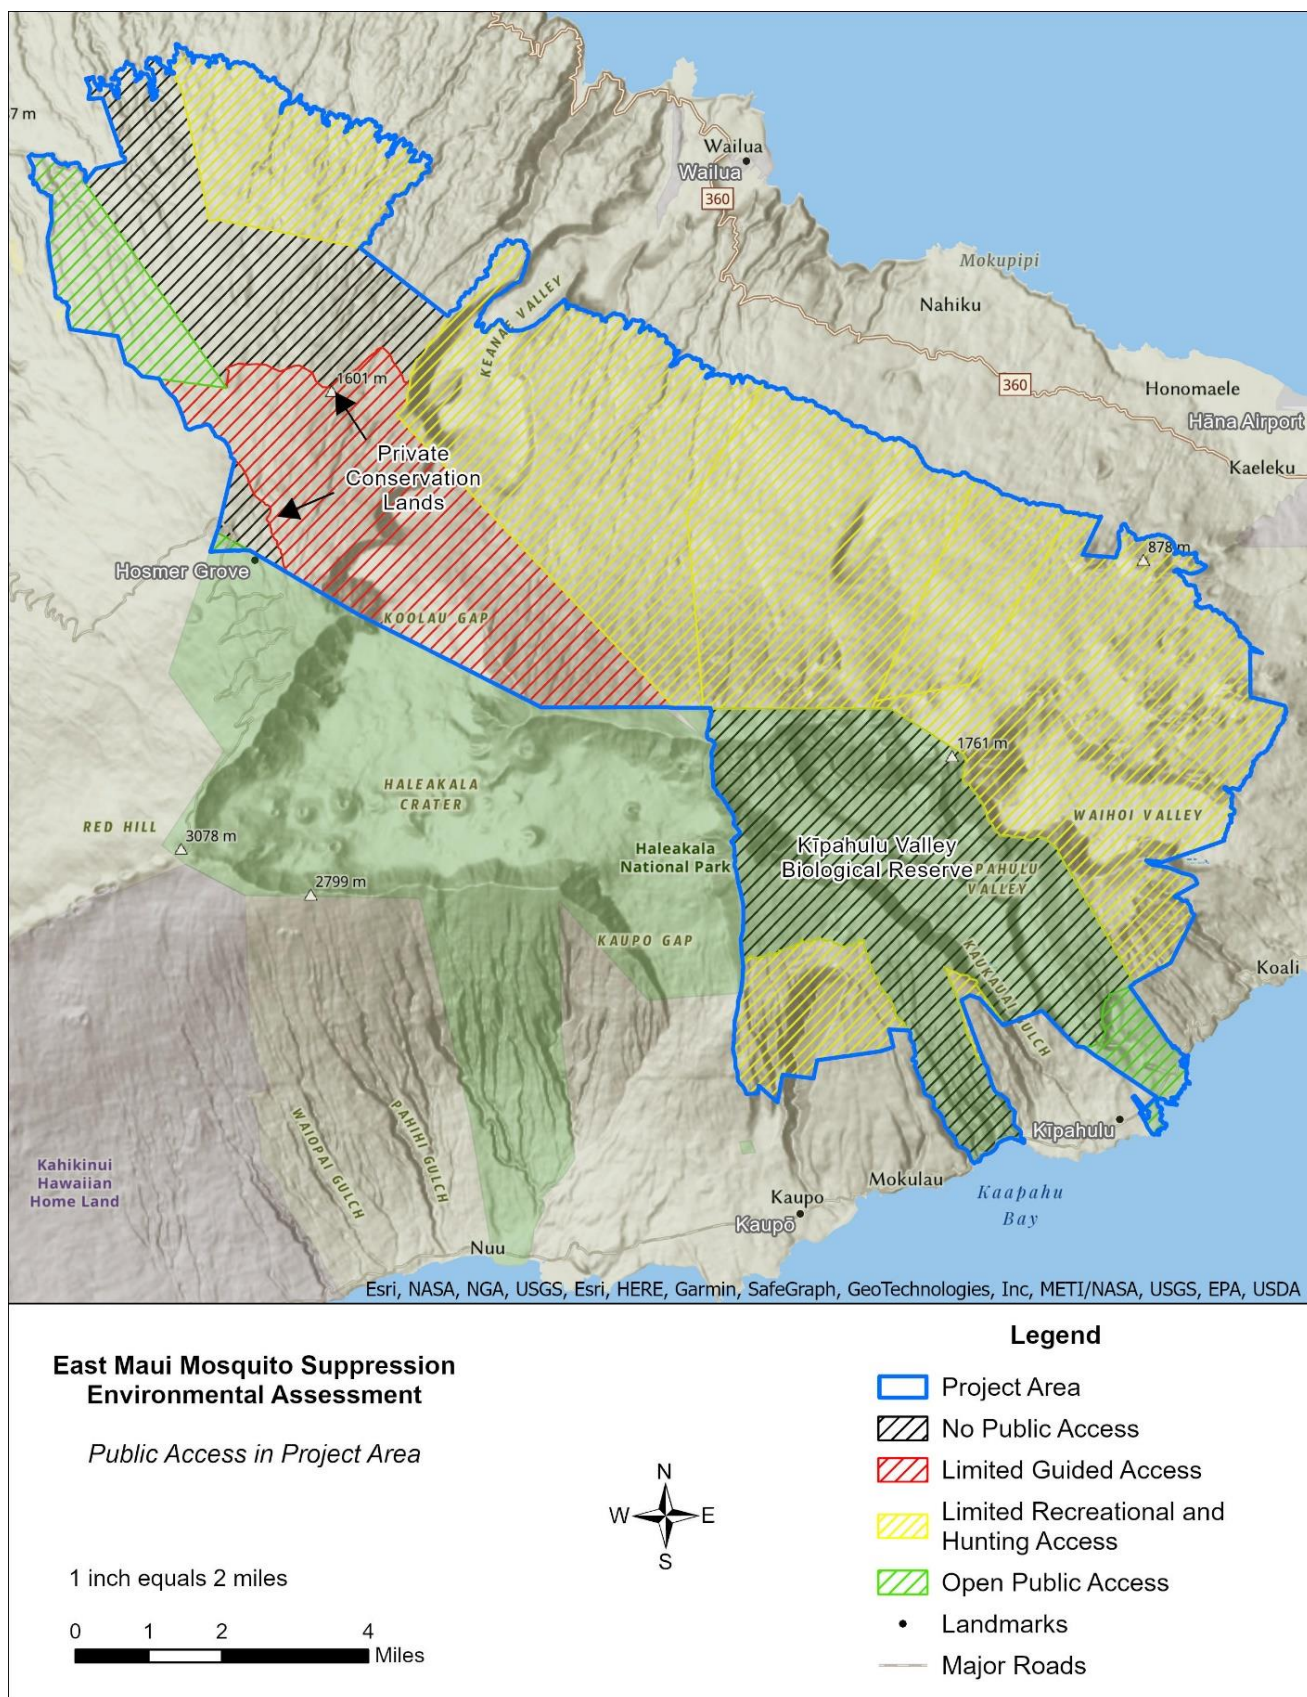 7 m
Wailua
Wailua
360
Mokupipi
Nahiku
KEANAE VALLEY
360
Honomaele
Hāna Airport
Kaeleku
1601 m
Private
Conservation
Lands
878 m
Hosmer Grove
KOOLAU GAP
1761 m
HALEAKALA
CRATER
WAIHOI VALLEY
RED HILL
3078 m
Haleakala
National Park
Kīpahulu Valley
Biological Reserve
PAHULU
VALLEY
2799 m
KAUPO GAP
KAUKAUAI GULCH
Koali
WAIOPAI GULCH
PAHIHI GULCH
Kīpahulu
Kahikinui
Hawaiian
Home Land
Mokulau
Kaapahu
Bay
Kaupo
Kaupō
Nuu
Esri, NASA, NGA, USGS, Esri, HERE, Garmin, SafeGraph, GeoTechnologies, Inc, METI/NASA, USGS, EPA, USDA
East Maui Mosquito Suppression
Environmental Assessment
Public Access in Project Area
1 inch equals 2 miles
0 1 2 4
Miles
N
W E
S
Legend
Project Area
No Public Access
Limited Guided Access
Limited Recreational and
Hunting Access
Open Public Access
Landmarks
Major Roads